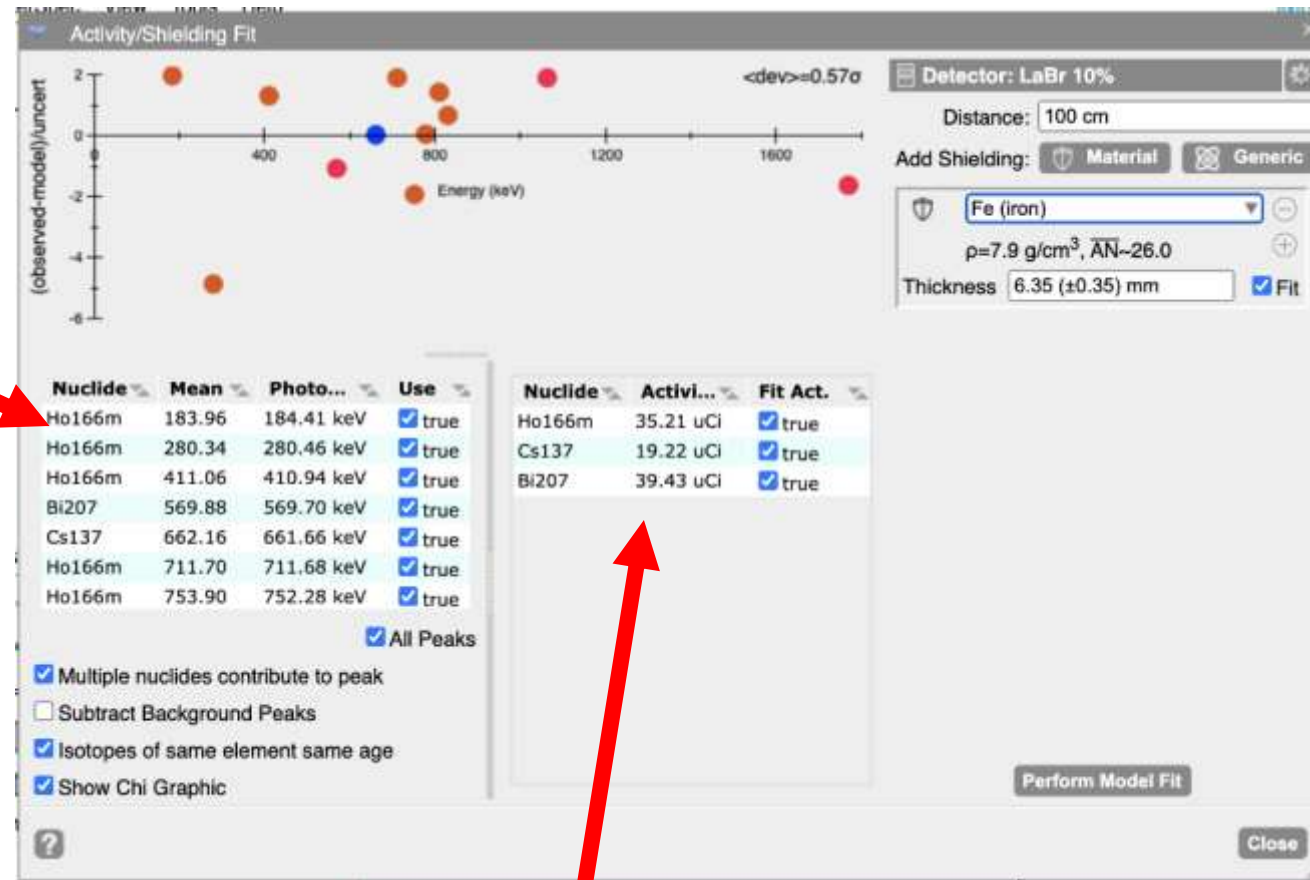 View Tools
Activity/Shielding Fit
<dev>=0.57σ
(observed-model)/uncert
2
0
-2
-4
-6
0
400
800
1200
1600
Energy (keV)
Detector: LaBr 10%
Distance: 100 cm
Add Shielding: Material Generic
Fe (iron)
ρ=7.9 g/cm³, A̅N̅~26.0
Thickness 6.35 (±0.35) mm Fit
Nuclide Mean Photo... Use
Ho166m 183.96 184.41 keV true
Ho166m 280.34 280.46 keV true
Ho166m 411.06 410.94 keV true
Bi207 569.88 569.70 keV true
Cs137 662.16 661.66 keV true
Ho166m 711.70 711.68 keV true
Ho166m 753.90 752.28 keV true
All Peaks
Multiple nuclides contribute to peak
Subtract Background Peaks
Isotopes of same element same age
Show Chi Graphic
Nuclide Activi... Fit Act.
Ho166m 35.21 uCi true
Cs137 19.22 uCi true
Bi207 39.43 uCi true
Perform Model Fit
?
Close